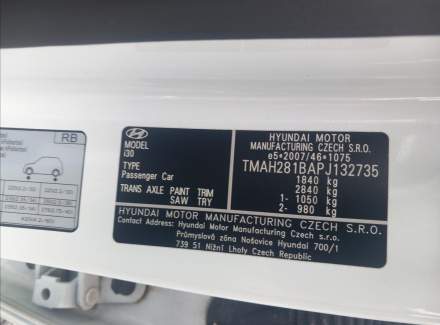 RB
HYUNDAI
MODEL
i30
TYPE
Passenger Car
TRANS AXLE PAINT TRIM
SAW TRY
HYUNDAI MOTOR
MANUFACTURING CZECH S.R.O.
e5*2007/46*1075
TMAH281BAPJ132735
1840 kg
2840 kg
1- 1050 kg
2- 980 kg
HYUNDAI MOTOR MANUFACTURING CZECH S.R.O.
Contact Address: Hyundai Motor Manufacturing Czech s.r.o.
Průmyslová zóna Nošovice Hyundai 700/1
739 51 Nižní Lhoty Czech Republic